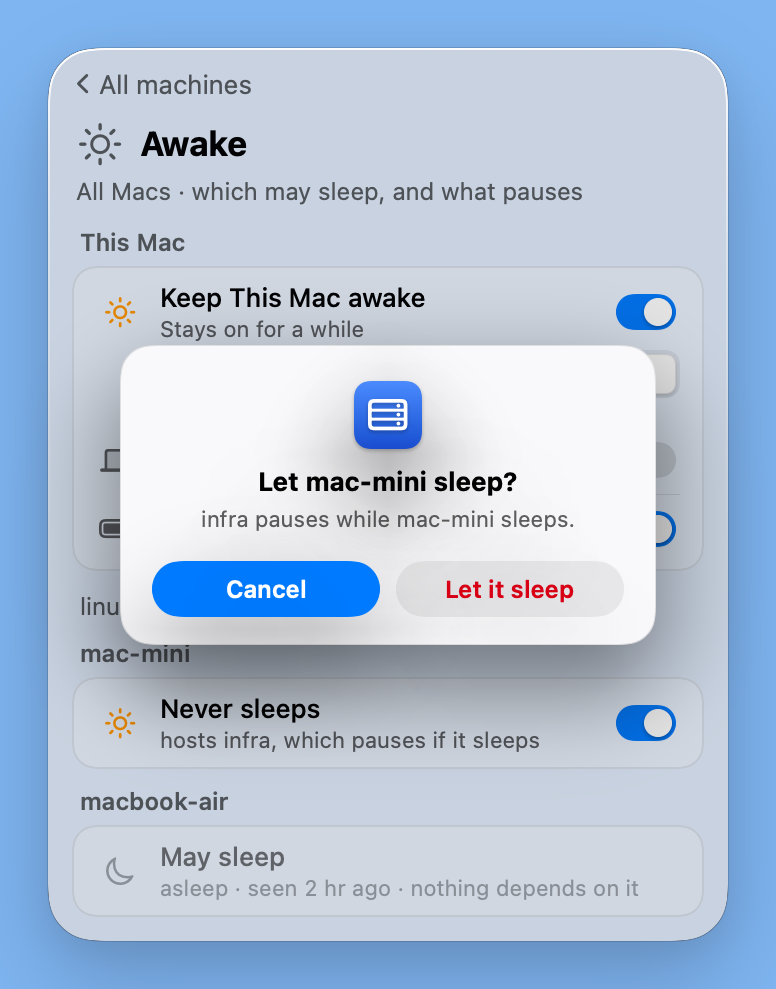 All machines
Awake
All Macs · which may sleep, and what pauses
This Mac
Keep This Mac awake
Stays on for a while
Let mac-mini sleep?
infra pauses while mac-mini sleeps.
Cancel
Let it sleep
mac-mini
Never sleeps
hosts infra, which pauses if it sleeps
macbook-air
May sleep
asleep · seen 2 hr ago · nothing depends on it